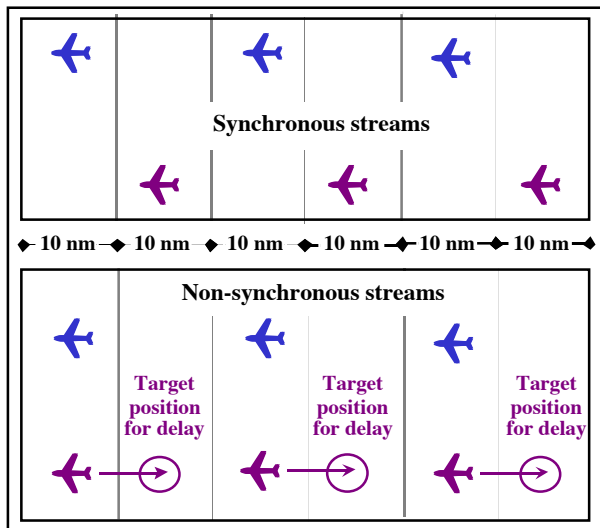 Synchronous streams
10 nm 10 nm 10 nm 10 nm 10 nm 10 nm
Non-synchronous streams
Target
position
for delay
Target
position
for delay
Target
position
for delay